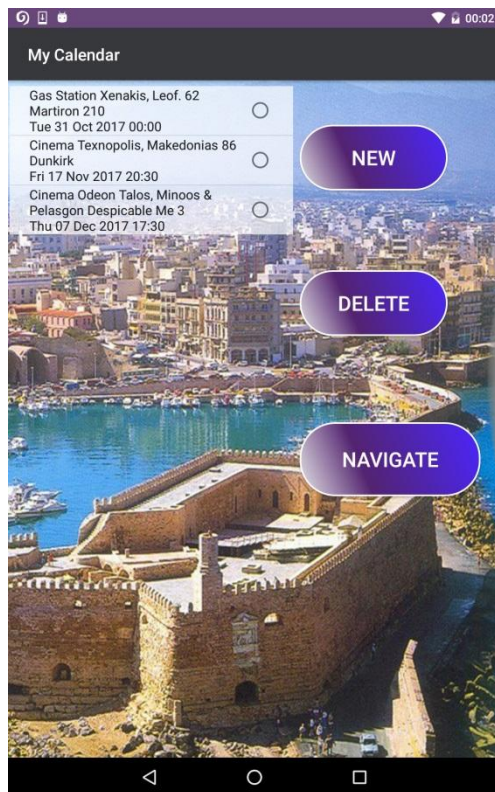 00:02
My Calendar
Gas Station Xenakis, Leof. 62
Martiron 210
Tue 31 Oct 2017 00:00
Cinema Texnopolis, Makedonias 86
Dunkirk
Fri 17 Nov 2017 20:30
Cinema Odeon Talos, Minoos &
Pelasgon Despicable Me 3
Thu 07 Dec 2017 17:30
NEW
DELETE
NAVIGATE